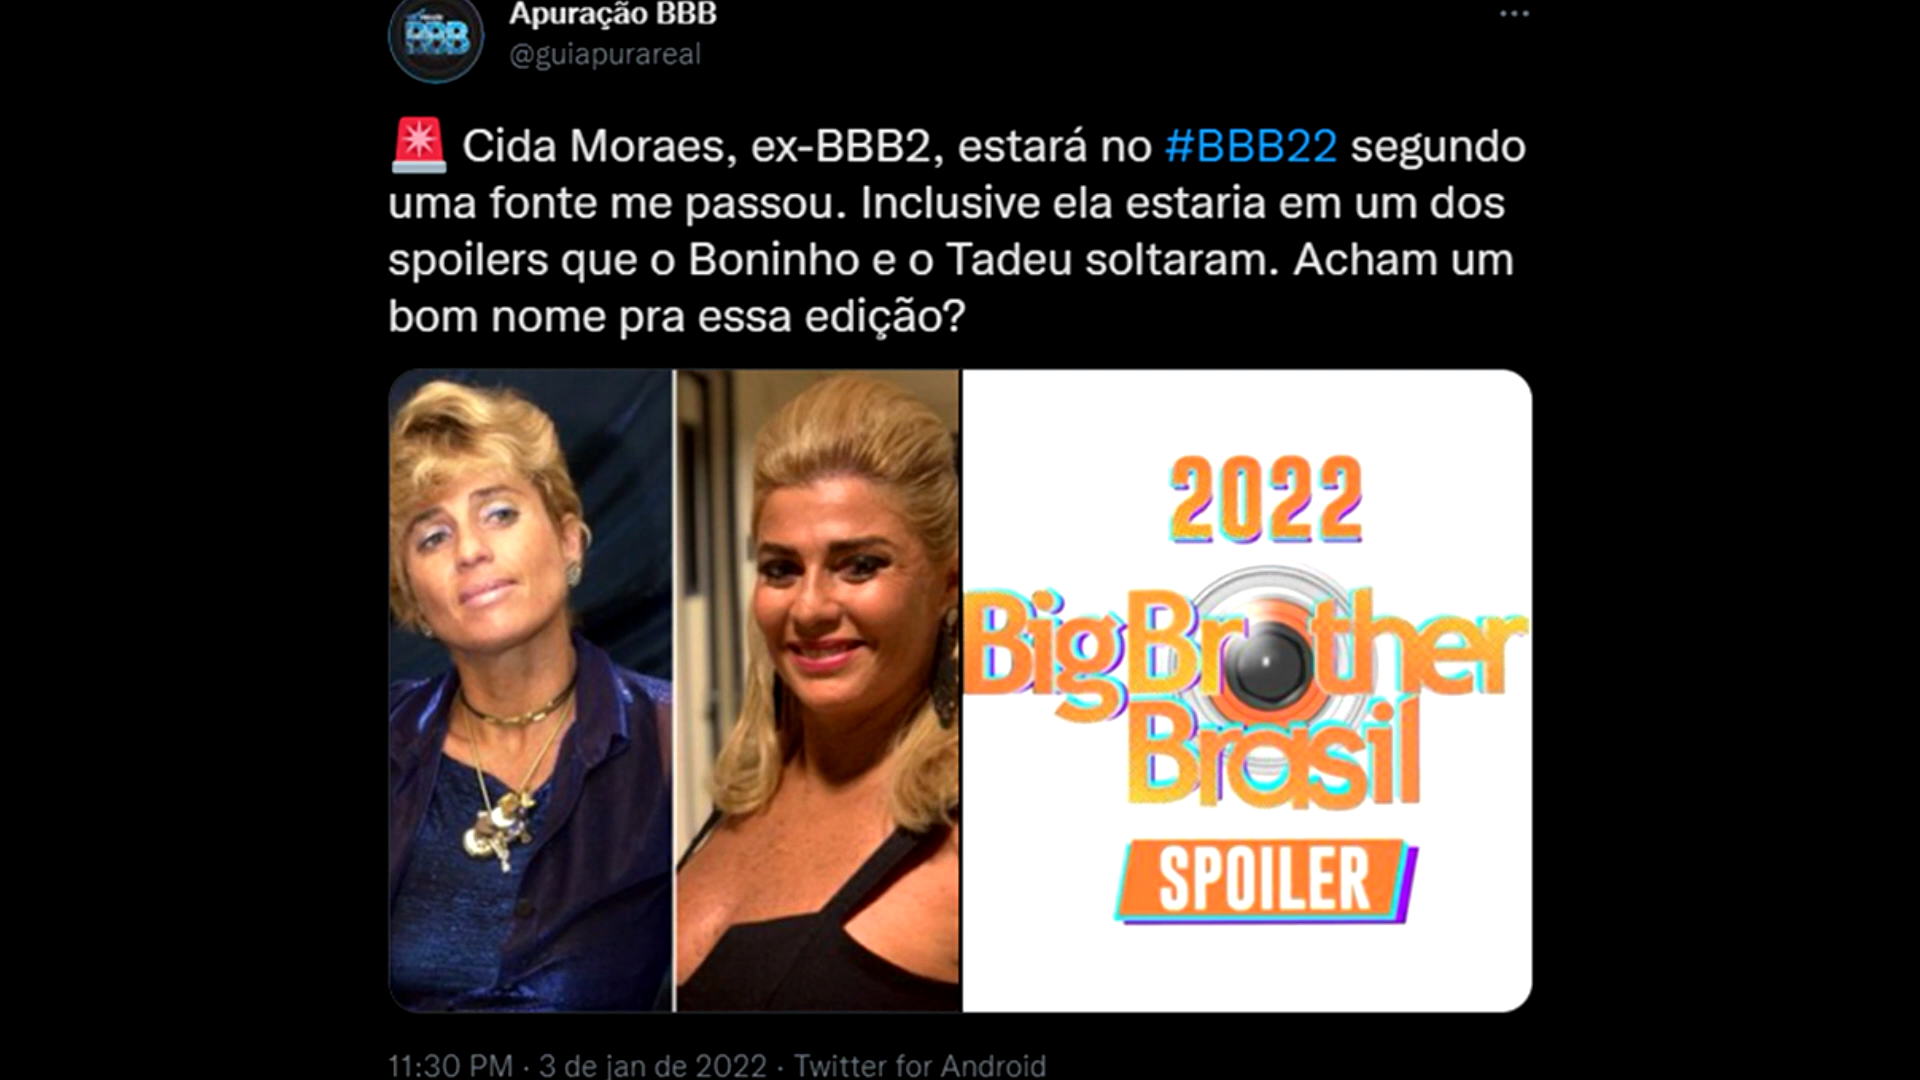 Apuração BBB
@guiapurareal
Cida Moraes, ex-BBB2, estará no #BBB22 segundo
uma fonte me passou. Inclusive ela estaria em um dos
spoilers que o Boninho e o Tadeu soltaram. Acham um
bom nome pra essa edição?
2022
BigBrother
Brasil
SPOILER
11:30 PM · 3 de jan de 2022 · Twitter for Android